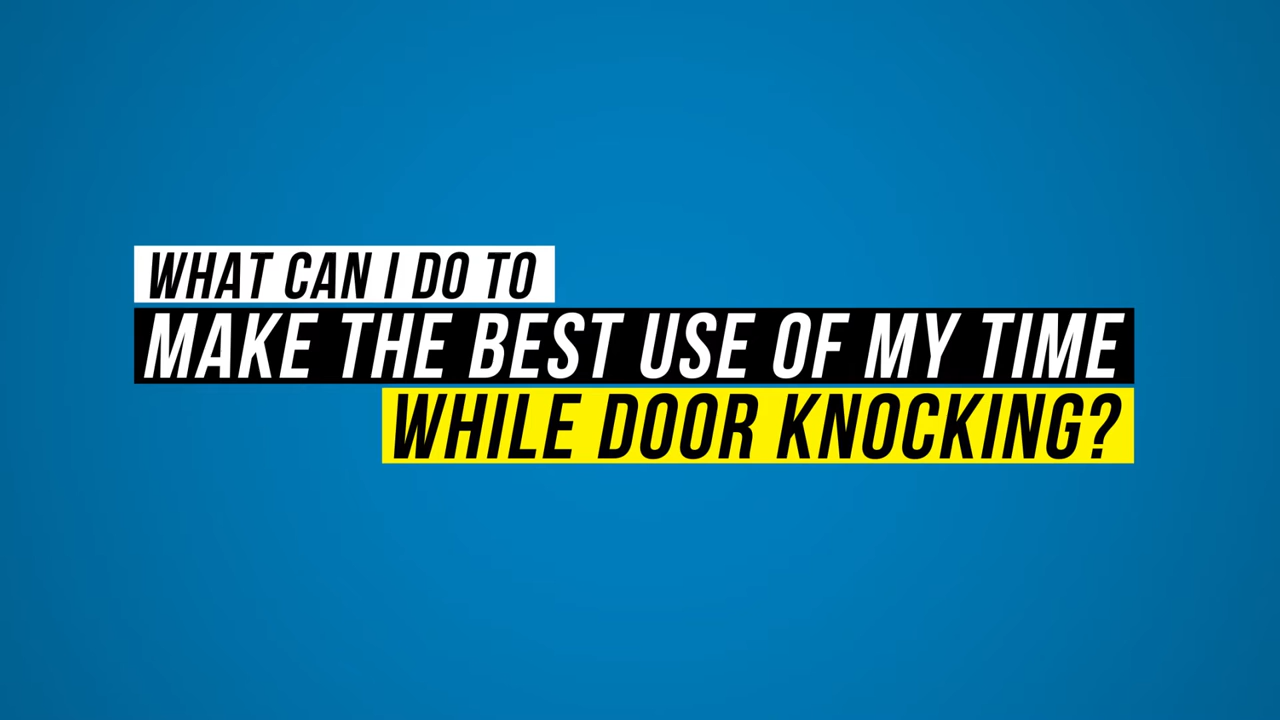 WHAT CAN I DO TO
MAKE THE BEST USE OF MY TIME
WHILE DOOR KNOCKING?